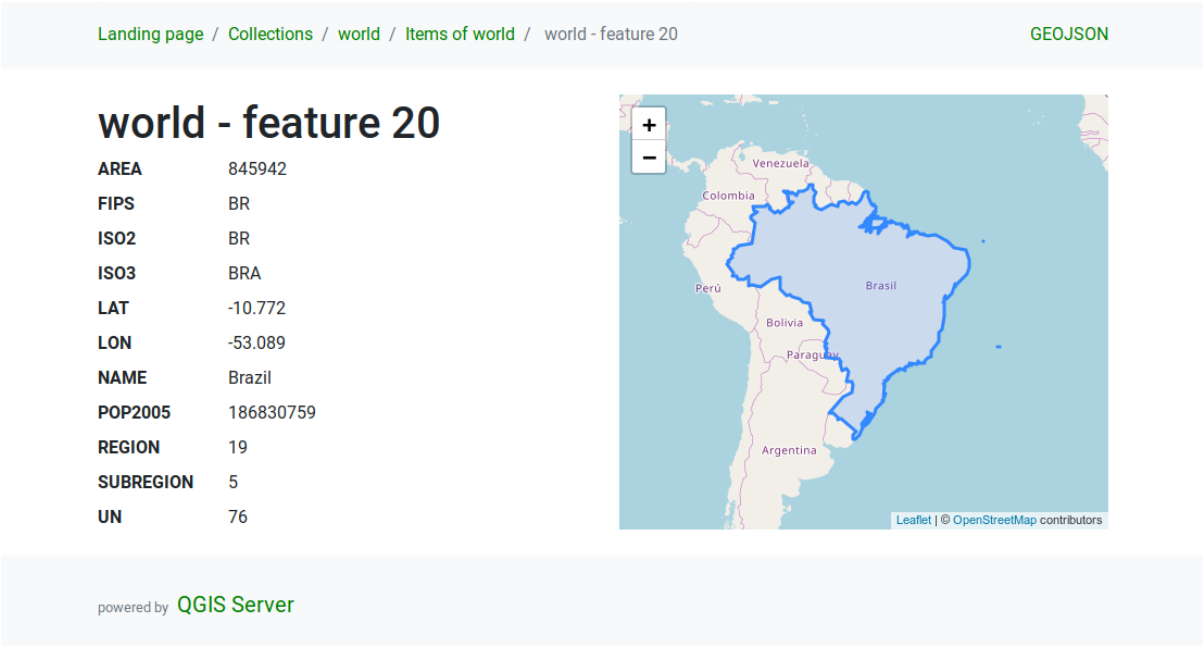 Landing page / Collections / world / Items of world / world - feature 20 GEOJSON
world - feature 20
AREA 845942
FIPS BR
ISO2 BR
ISO3 BRA
LAT -10.772
LON -53.089
NAME Brazil
POP2005 186830759
REGION 19
SUBREGION 5
UN 76
+
−
Venezuela
Colombia
Brasil
Perú
Bolivia
Paraguay
Argentina
Leaflet | © OpenStreetMap contributors
powered by QGIS Server